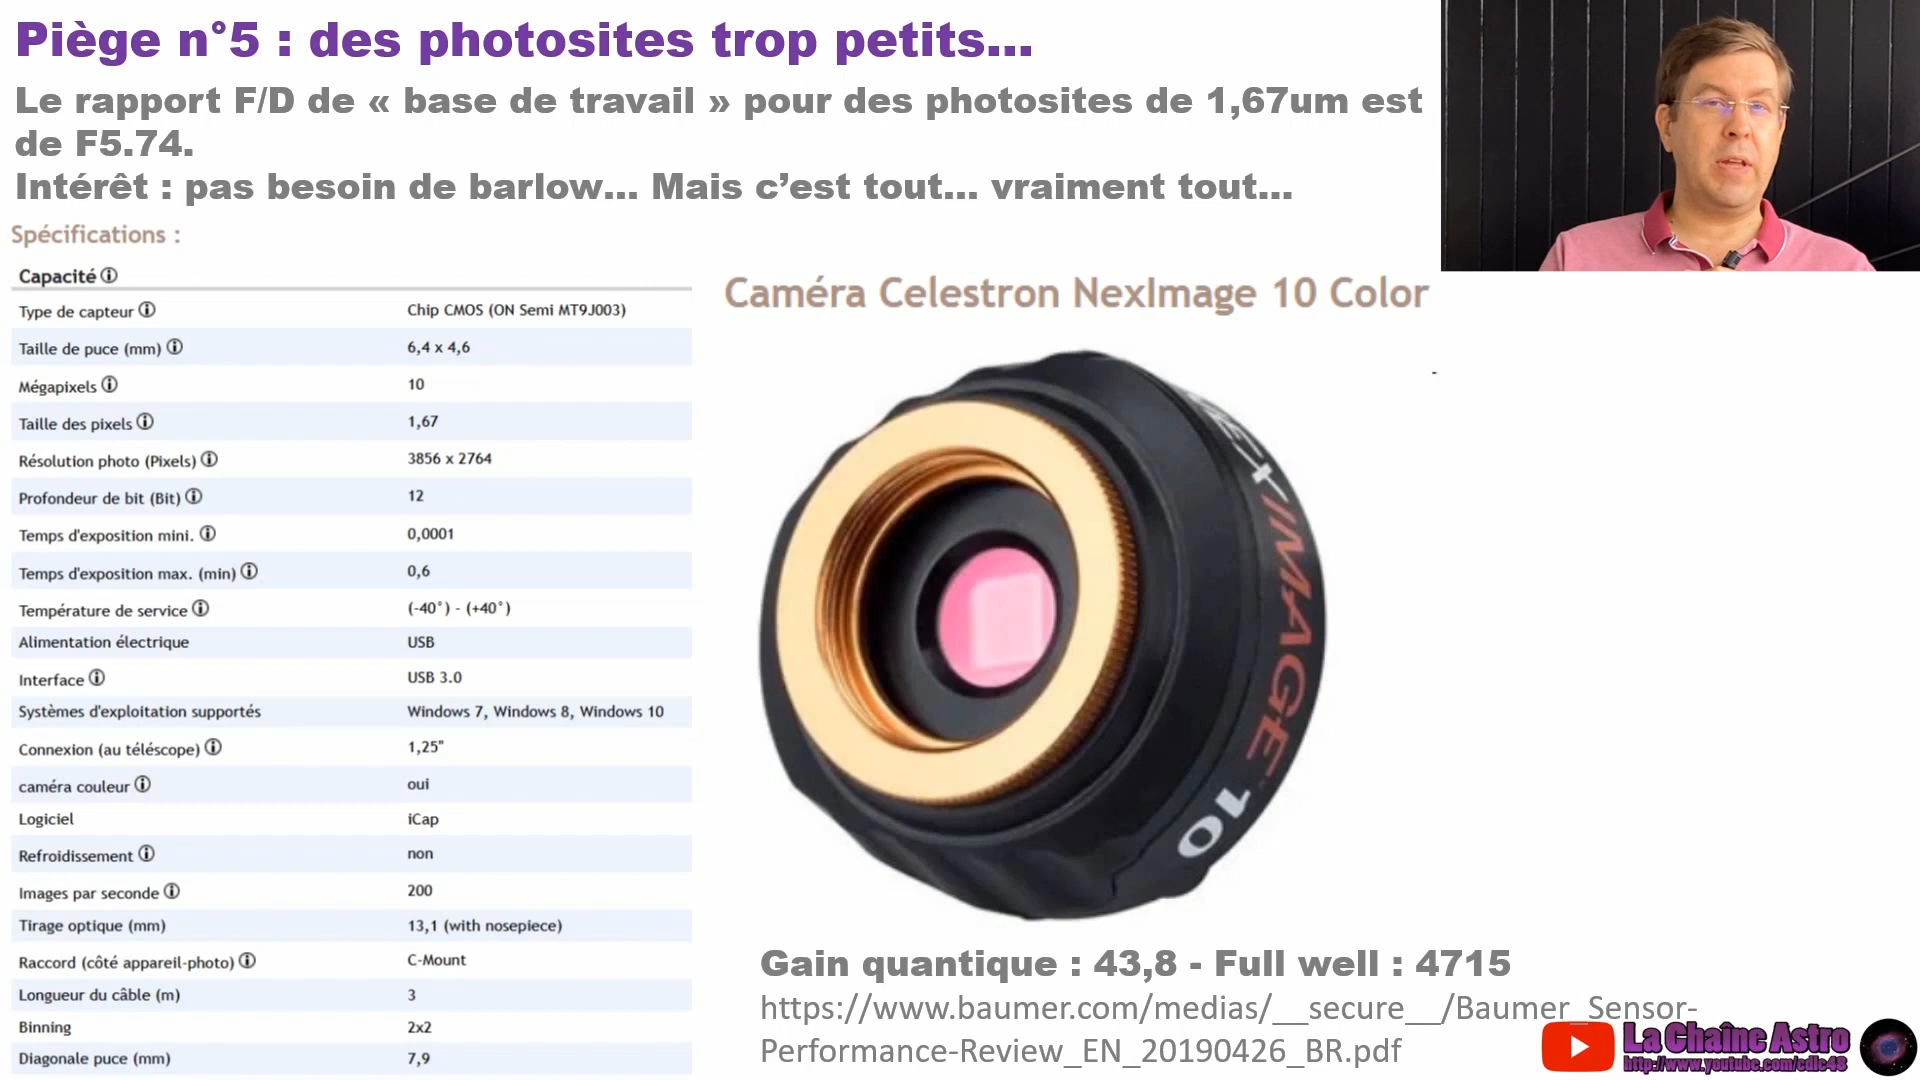 Piège n°5 : des photosites trop petits...
Le rapport F/D de « base de travail » pour des photosites de 1,67um est
de F5.74.
Intérêt : pas besoin de barlow... Mais c’est tout... vraiment tout...
Spécifications :
Capacité
Type de capteur Chip CMOS (ON Semi MT9J003)
Taille de puce (mm) 6,4 x 4,6
Mégapixels 10
Taille des pixels 1,67
Résolution photo (Pixels) 3856 x 2764
Profondeur de bit (Bit) 12
Temps d'exposition mini. 0,0001
Temps d'exposition max. (min) 0,6
Température de service (-40°) - (+40°)
Alimentation électrique USB
Interface USB 3.0
Systèmes d'exploitation supportés Windows 7, Windows 8, Windows 10
Connexion (au téléscope) 1,25"
caméra couleur oui
Logiciel iCap
Refroidissement non
Images par seconde 200
Tirage optique (mm) 13,1 (with nosepiece)
Raccord (côté appareil-photo) C-Mount
Longueur du câble (m) 3
Binning 2x2
Diagonale puce (mm) 7,9
Caméra Celestron NexImage 10 Color
NEXIMAGE 10
Gain quantique : 43,8 - Full well : 4715
https://www.baumer.com/medias/__secure__/Baumer_Sensor-
Performance-Review_EN_20190426_BR.pdf
La Chaîne Astro
http://www.youtube.com/cdlc48